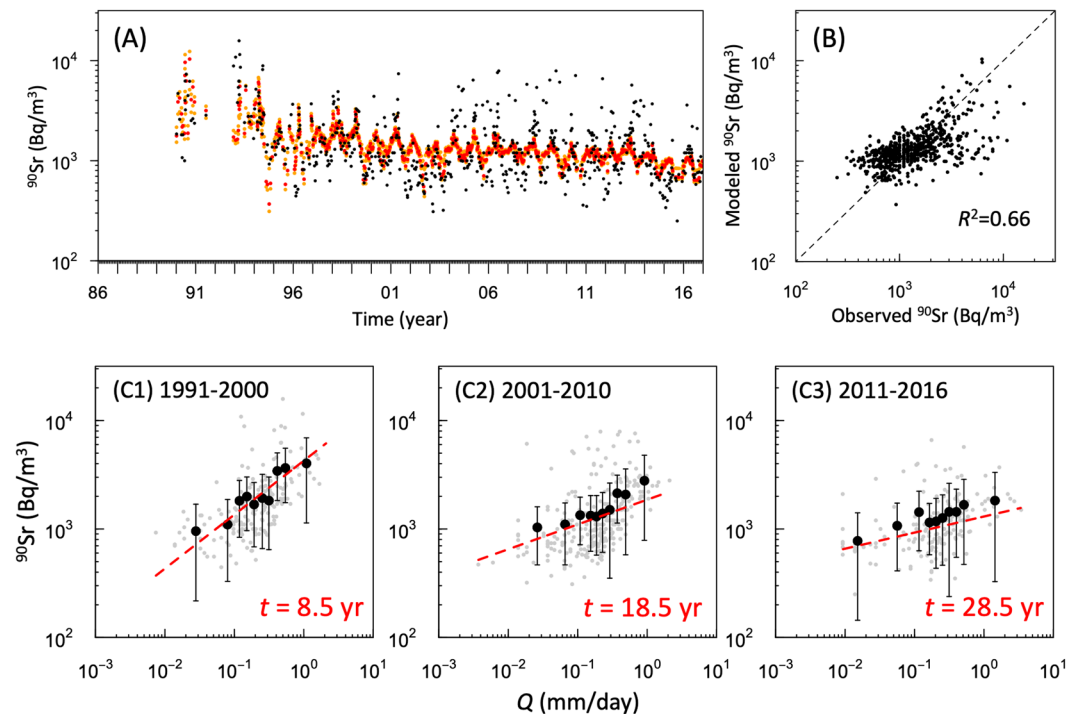 (A)
(B)
10⁴
10³
10²
⁹⁰Sr (Bq/m³)
86 91 96 01 06 11 16
Time (year)
10⁴
10³
10²
Modeled ⁹⁰Sr (Bq/m³)
R²=0.66
10² 10³ 10⁴
Observed ⁹⁰Sr (Bq/m³)
(C1) 1991-2000
(C2) 2001-2010
(C3) 2011-2016
10⁴ 10⁴ 10⁴
10³ 10³ 10³
10² 10² 10²
⁹⁰Sr (Bq/m³)
t = 8.5 yr
t = 18.5 yr
t = 28.5 yr
10⁻³ 10⁻² 10⁻¹ 10⁰ 10¹
10⁻³ 10⁻² 10⁻¹ 10⁰ 10¹
10⁻³ 10⁻² 10⁻¹ 10⁰ 10¹
Q (mm/day)